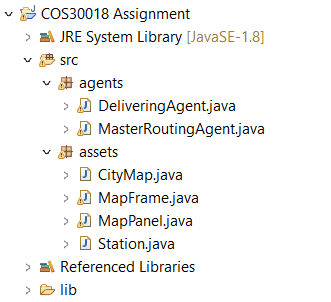 COS30018 Assignment
JRE System Library [JavaSE-1.8]
src
agents
DeliveringAgent.java
MasterRoutingAgent.java
assets
CityMap.java
MapFrame.java
MapPanel.java
Station.java
Referenced Libraries
lib